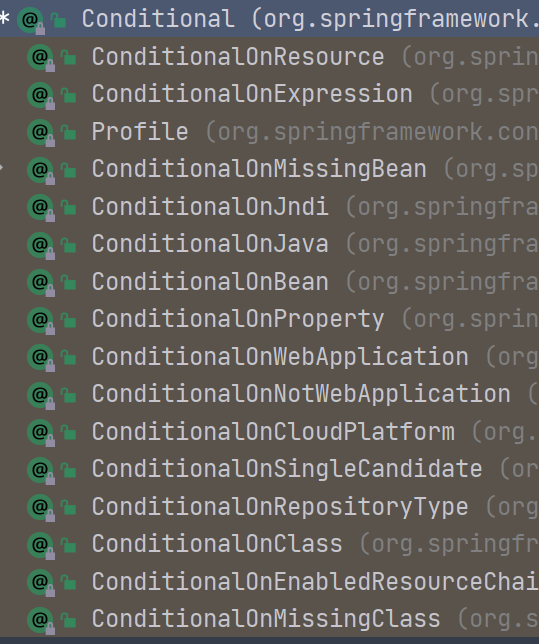 * @ Conditional (org.springframework.
@ ConditionalOnResource (org.sprin
@ ConditionalOnExpression (org.spr
@ Profile (org.springframework.con
@ ConditionalOnMissingBean (org.sp
@ ConditionalOnJndi (org.springfra
@ ConditionalOnJava (org.springfra
@ ConditionalOnBean (org.springfra
@ ConditionalOnProperty (org.sprin
@ ConditionalOnWebApplication (org
@ ConditionalOnNotWebApplication (
@ ConditionalOnCloudPlatform (org.
@ ConditionalOnSingleCandidate (or
@ ConditionalOnRepositoryType (org
@ ConditionalOnClass (org.springfr
@ ConditionalOnEnabledResourceChai
@ ConditionalOnMissingClass (org.s